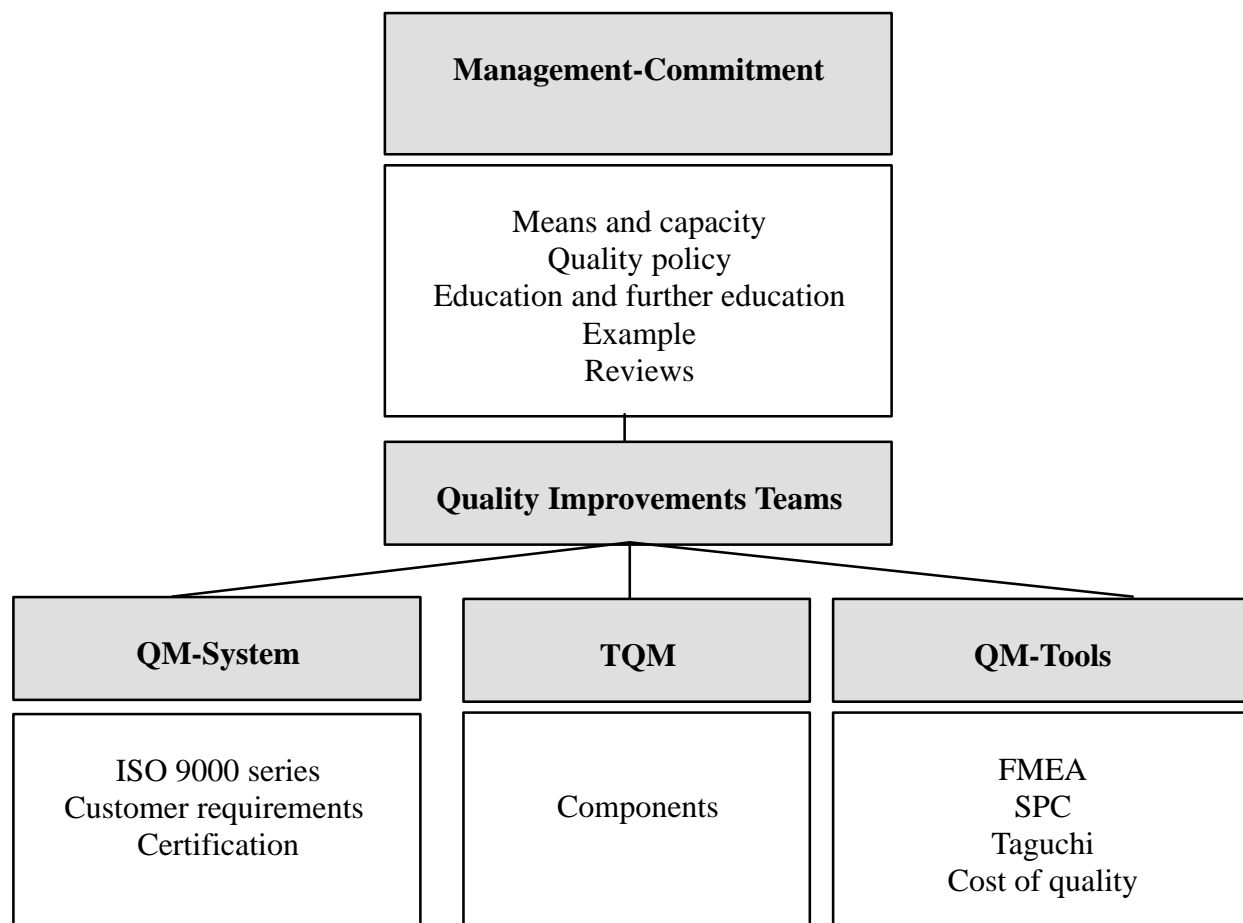 Management-Commitment
Means and capacity
Quality policy
Education and further education
Example
Reviews
Quality Improvements Teams
QM-System
ISO 9000 series
Customer requirements
Certification
TQM
Components
QM-Tools
FMEA
SPC
Taguchi
Cost of quality